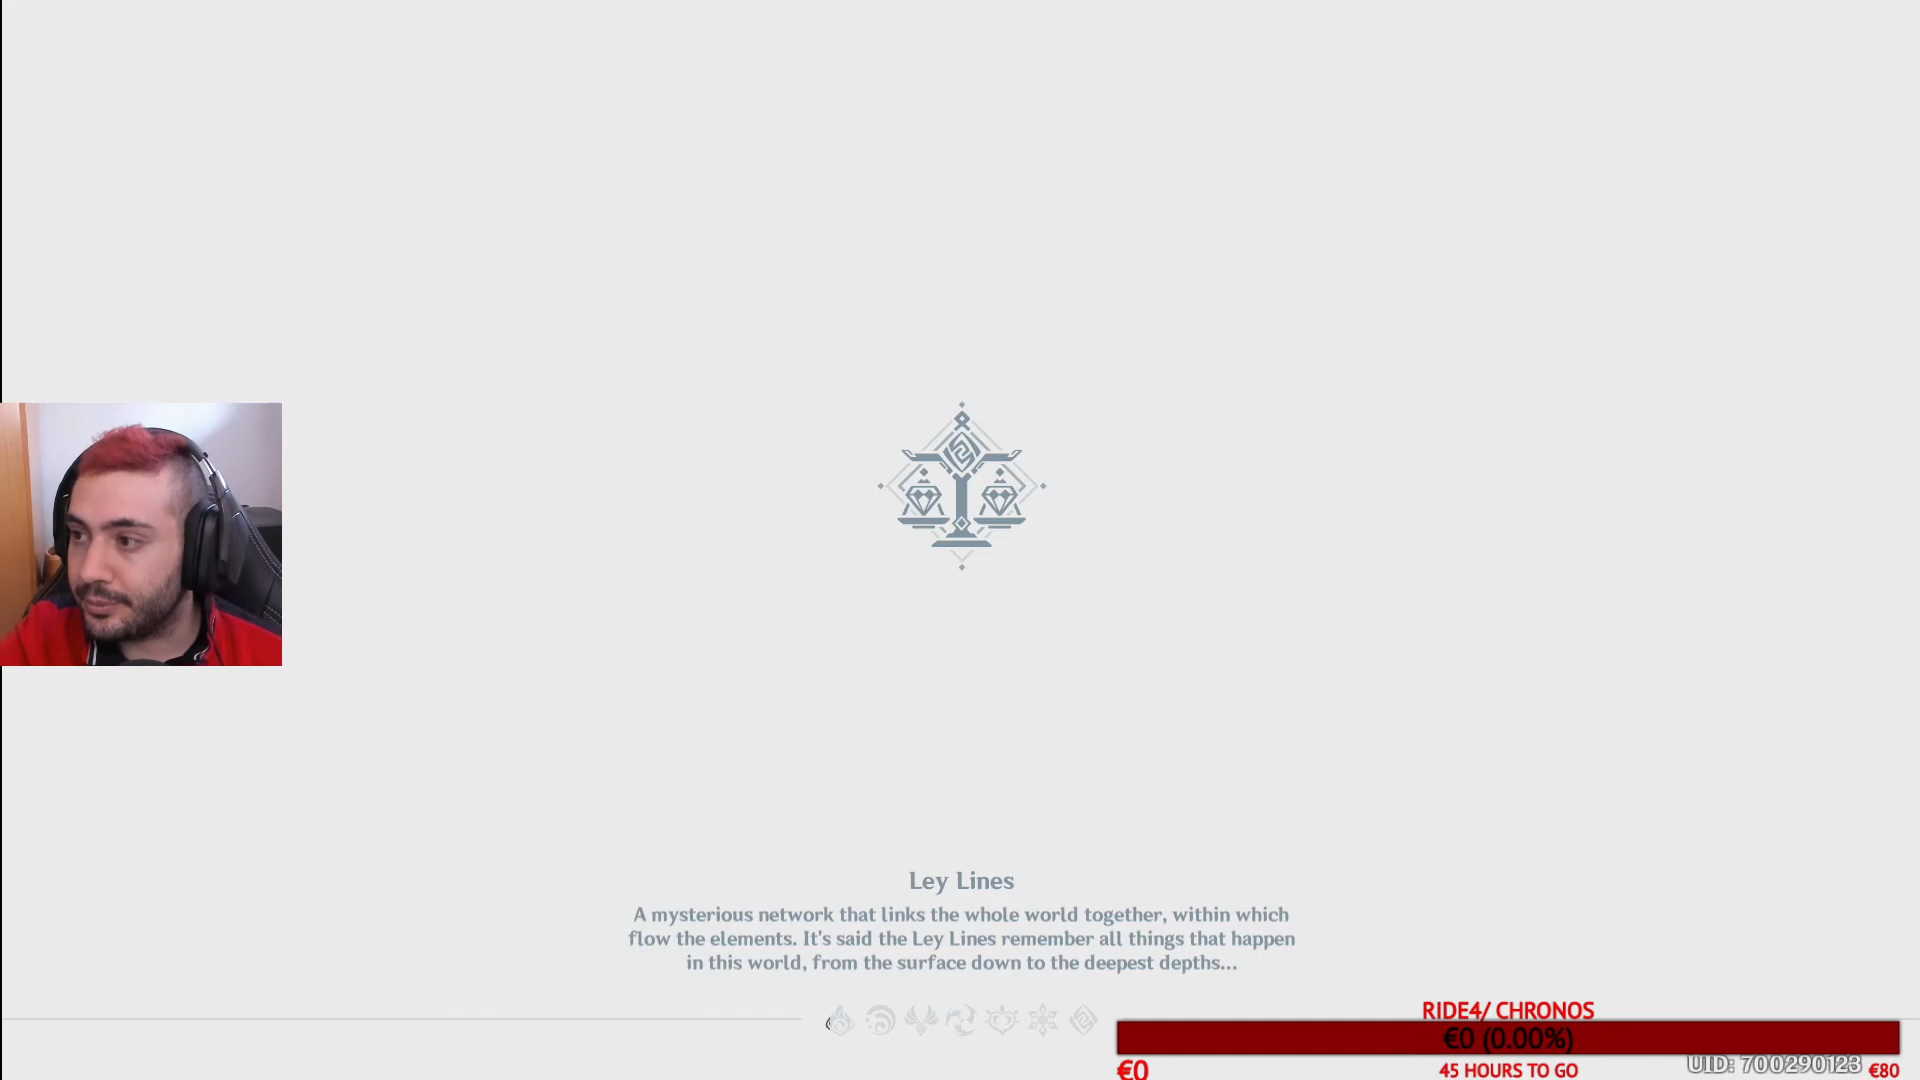 Ley Lines
A mysterious network that links the whole world together, within which
flow the elements. It's said the Ley Lines remember all things that happen
in this world, from the surface down to the deepest depths...
RIDE4/ CHRONOS
€0 (0.00%)
€0
45 HOURS TO GO
UID: 700290123
€80